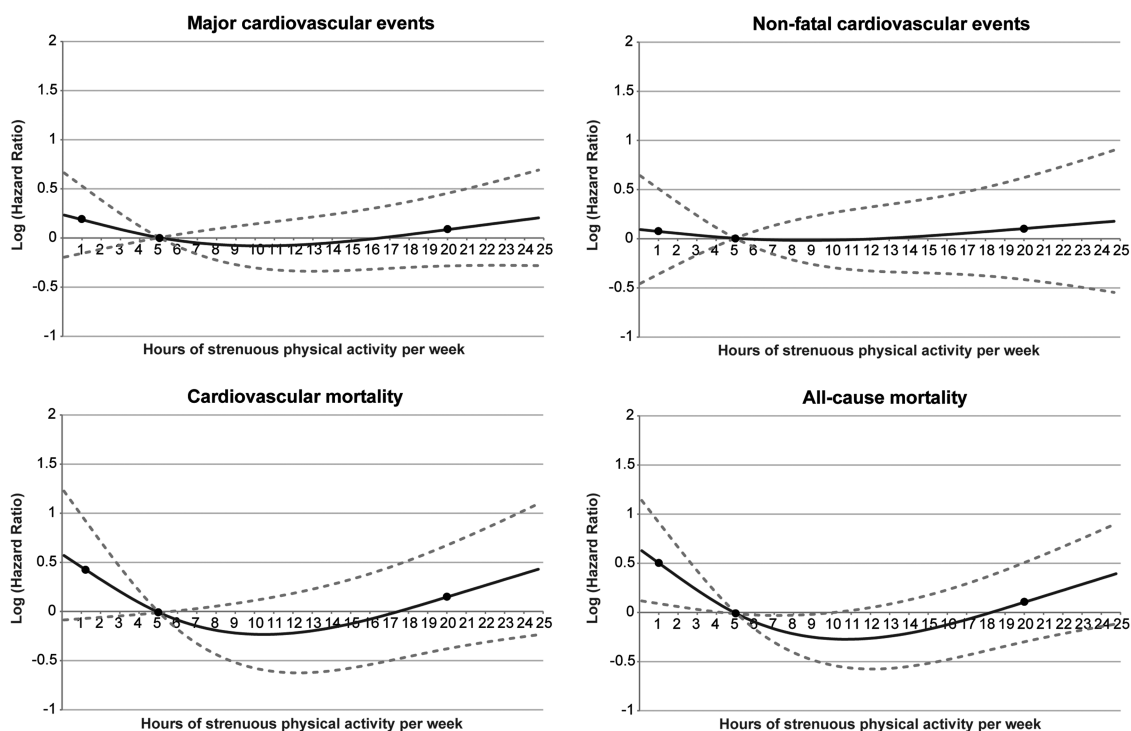 Major cardiovascular events
2
1.5
1
0.5
0
-0.5
-1
Log (Hazard Ratio)
1 2 3 4 5 6 7 8 9 10 11 12 13 14 15 16 17 18 19 20 21 22 23 24 25
Hours of strenuous physical activity per week
Non-fatal cardiovascular events
2
1.5
1
0.5
0
-0.5
-1
Log (Hazard Ratio)
1 2 3 4 5 6 7 8 9 10 11 12 13 14 15 16 17 18 19 20 21 22 23 24 25
Hours of strenuous physical activity per week
Cardiovascular mortality
2
1.5
1
0.5
0
-0.5
-1
Log (Hazard Ratio)
1 2 3 4 5 6 7 8 9 10 11 12 13 14 15 16 17 18 19 20 21 22 23 24 25
Hours of strenuous physical activity per week
All-cause mortality
2
1.5
1
0.5
0
-0.5
-1
Log (Hazard Ratio)
1 2 3 4 5 6 7 8 9 10 11 12 13 14 15 16 17 18 19 20 21 22 23 24 25
Hours of strenuous physical activity per week